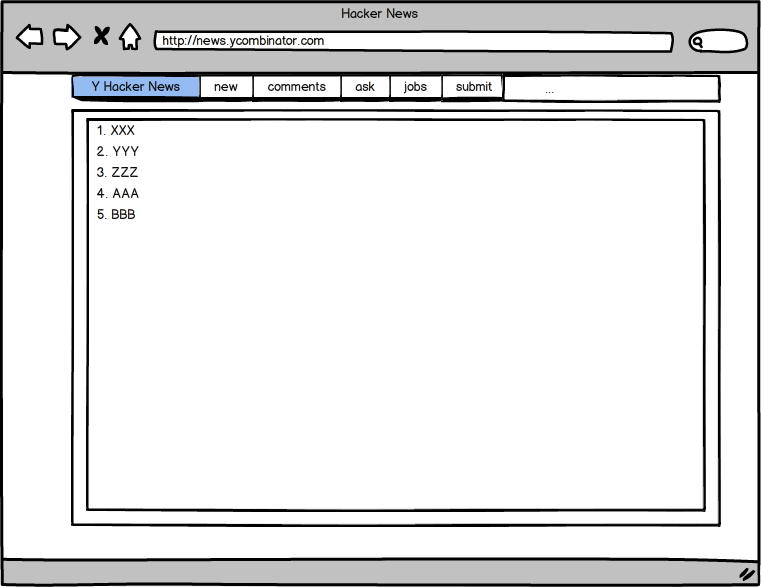 Hacker News
http://news.ycombinator.com
Y Hacker News new comments ask jobs submit ...
1. XXX
2. YYY
3. ZZZ
4. AAA
5. BBB